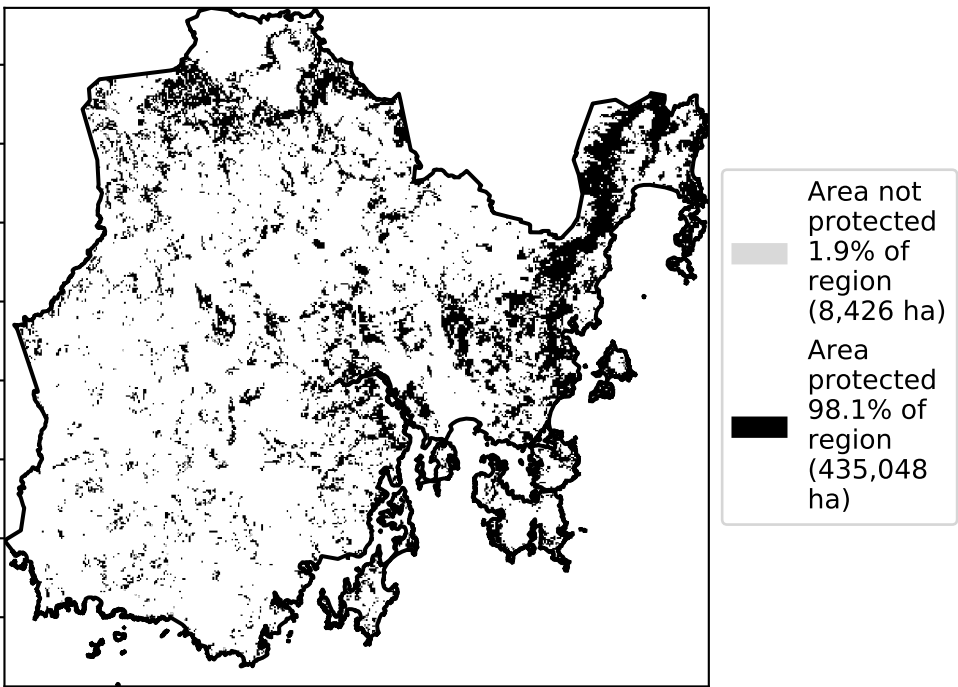 Area not
protected
1.9% of
region
(8,426 ha)
Area
protected
98.1% of
region
(435,048
ha)